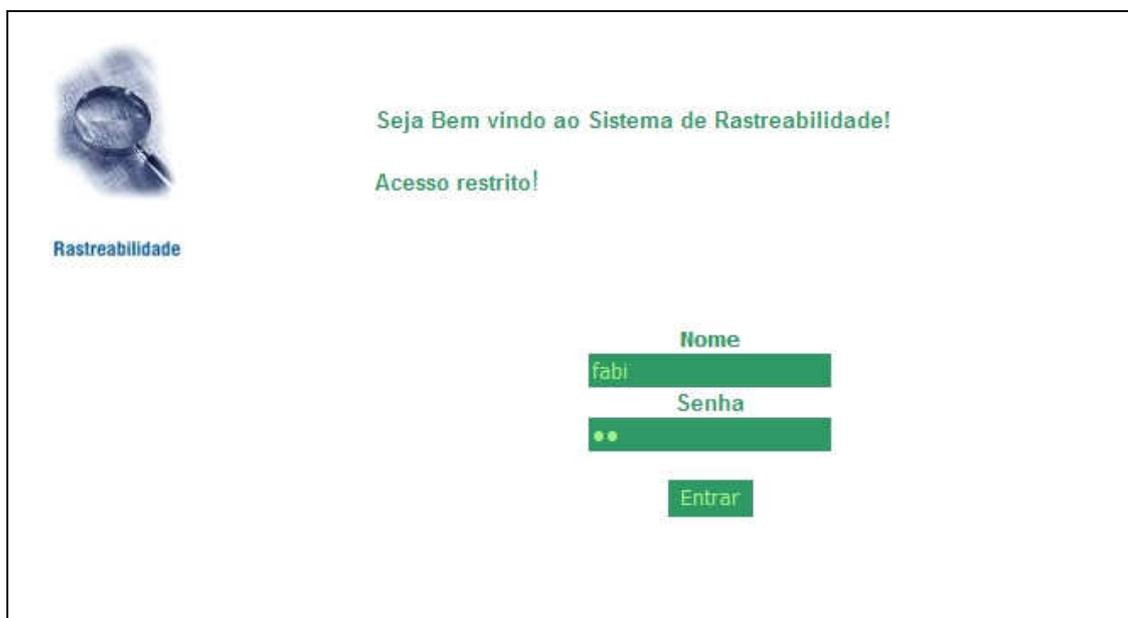 Seja Bem vindo ao Sistema de Rastreabilidade!
Acesso restrito!
Rastreabilidade
Nome
fabi
Senha
••
Entrar